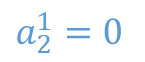 $a_2^1 = 0$